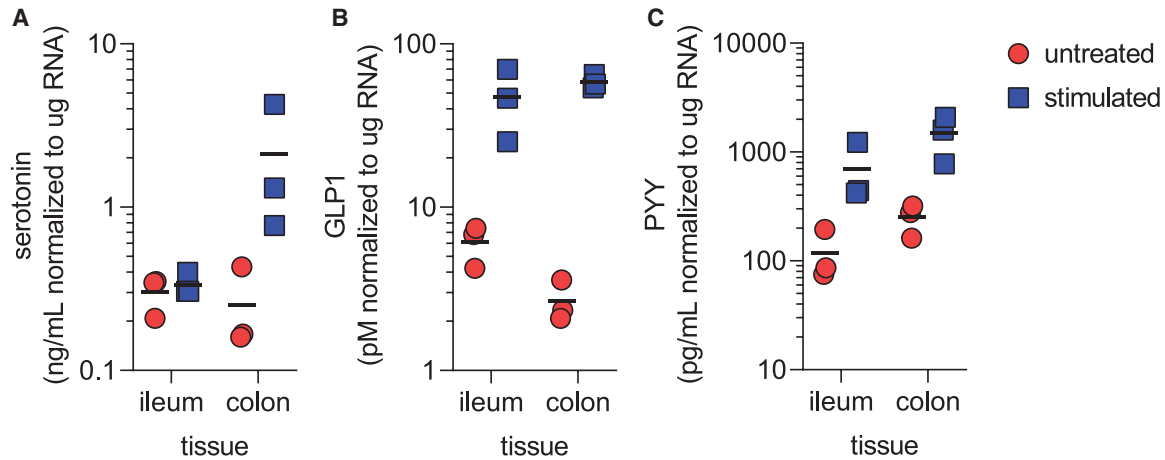 A
serotonin
(ng/mL normalized to ug RNA)
10
1
0.1
ileum colon
tissue
B
GLP1
(pM normalized to ug RNA)
100
10
1
ileum colon
tissue
C
PYY
(pg/mL normalized to ug RNA)
10000
1000
100
10
ileum colon
tissue
untreated
stimulated